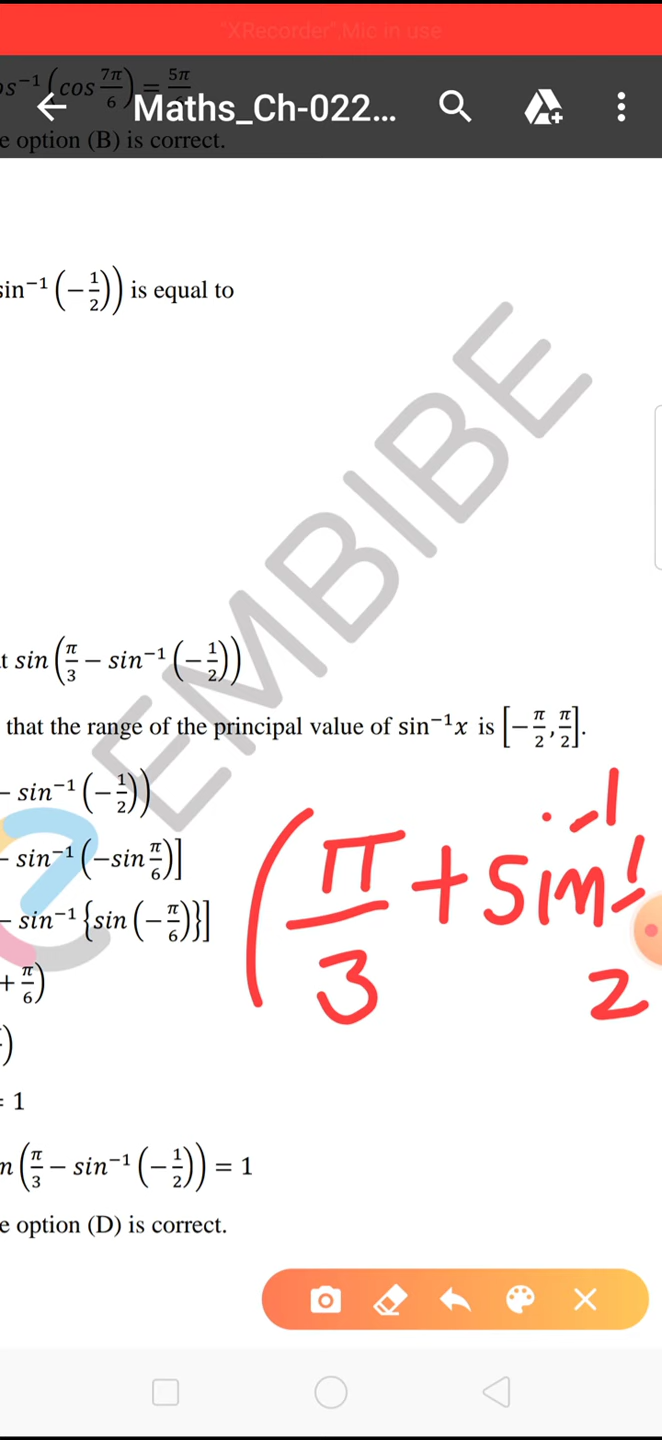 "XRecorder" Mic in use
os⁻¹(cos 7π/6) = 5π
Maths_Ch-022...
e option (B) is correct.
sin⁻¹(−1/2)) is equal to
EMBIBE
t sin(π/3 − sin⁻¹(−1/2))
that the range of the principal value of sin⁻¹x is [−π/2, π/2].
− sin⁻¹(−1/2))
− sin⁻¹(−sin π/6)]
− sin⁻¹{sin(−π/6)}]
(π/3 + sin⁻¹ 1/2
+ π/6)
)
= 1
n(π/3 − sin⁻¹(−1/2)) = 1
e option (D) is correct.